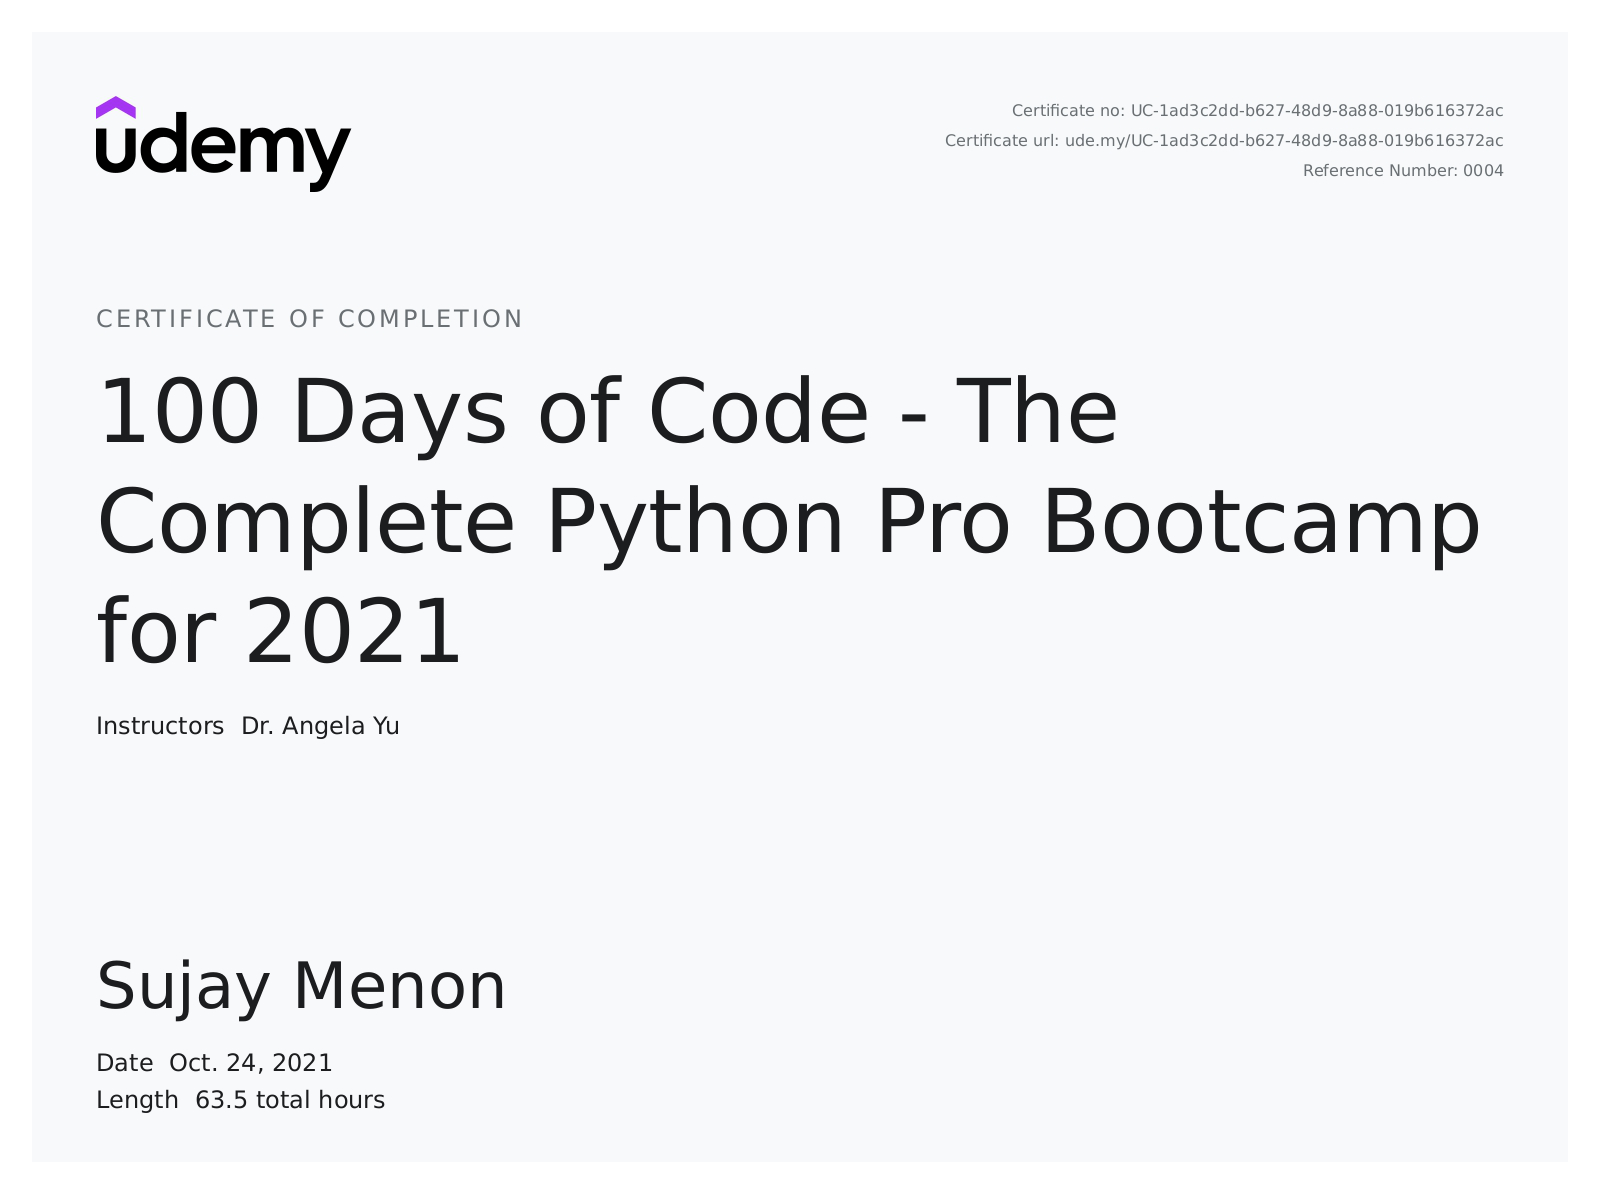 udemy
Certificate no: UC-1ad3c2dd-b627-48d9-8a88-019b616372ac
Certificate url: ude.my/UC-1ad3c2dd-b627-48d9-8a88-019b616372ac
Reference Number: 0004
CERTIFICATE OF COMPLETION
100 Days of Code - The
Complete Python Pro Bootcamp
for 2021
Instructors Dr. Angela Yu
Sujay Menon
Date Oct. 24, 2021
Length 63.5 total hours